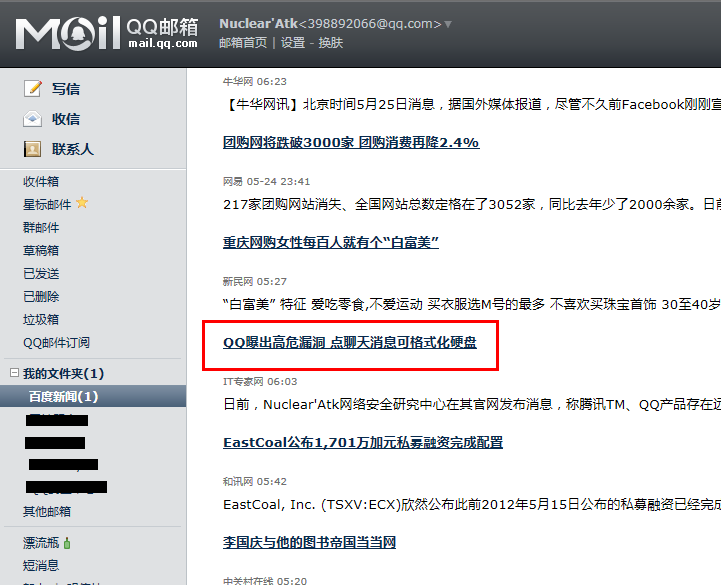 MAil QQ邮箱
mail.qq.com
Nuclear'Atk<398892066@qq.com>
邮箱首页 | 设置 - 换肤
写信
收信
联系人
收件箱
星标邮件
群邮件
草稿箱
已发送
已删除
垃圾箱
QQ邮件订阅
我的文件夹(1)
百度新闻(1)
其他邮箱
漂流瓶
短消息
牛华网 06:23
【牛华网讯】北京时间5月25日消息，据国外媒体报道，尽管不久前Facebook刚刚宣
团购网将跌破3000家 团购消费再降2.4%
网易 05-24 23:41
217家团购网站消失、全国网站总数定格在了3052家，同比去年少了2000余家。日前
重庆网购女性每百人就有个“白富美”
新民网 05:27
“白富美” 特征 爱吃零食,不爱运动 买衣服选M号的最多 不喜欢买珠宝首饰 30至40岁
QQ曝出高危漏洞 点聊天消息可格式化硬盘
IT专家网 06:03
日前，Nuclear'Atk网络安全研究中心在其官网发布消息，称腾讯TM、QQ产品存在远
EastCoal公布1,701万加元私募融资完成配置
和讯网 05:42
EastCoal, Inc. (TSXV:ECX)欣然公布此前2012年5月15日公布的私募融资已经完成
李国庆与他的图书帝国当当网
中关村在线 05:20